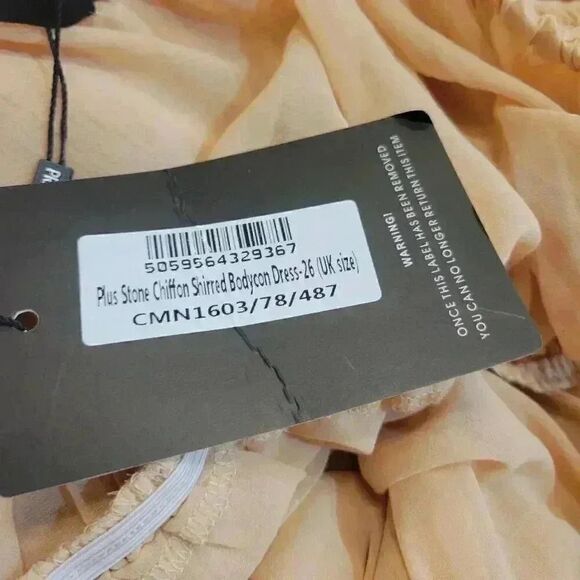 5059564329367
Plus Stone Chiffon Shirred Bodycon Dress-26 (UK size)
CMN1603/78/487
WARNING!
ONCE THIS LABEL HAS BEEN REMOVED
YOU CAN NO LONGER RETURN THIS ITEM